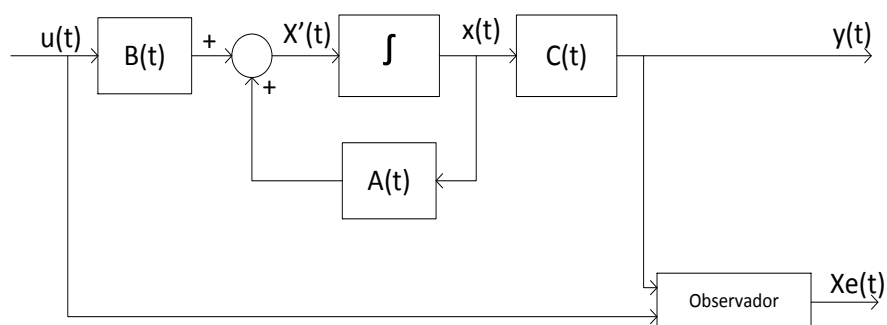 u(t)
B(t)
+
X'(t)
∫
x(t)
C(t)
y(t)
+
A(t)
Observador
Xe(t)